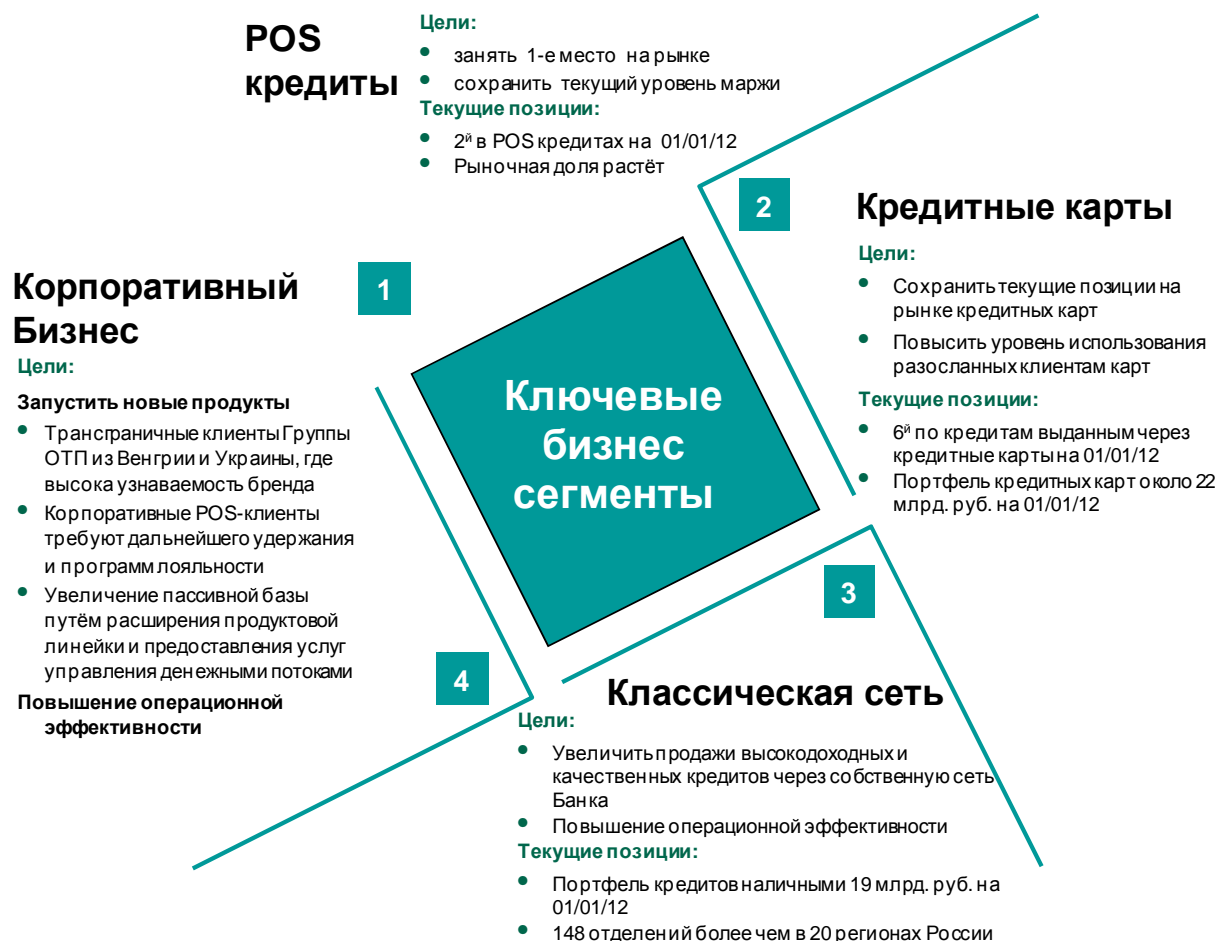 POS
кредиты
Цели:
занять 1-е место на рынке
сохранить текущий уровень маржи
Текущие позиции:
2й в POS кредитах на 01/01/12
Рыночная доля растёт
2
Кредитные карты
Цели:
Сохранить текущие позиции на
рынке кредитных карт
Повысить уровень использования
разосланных клиентам карт
Текущие позиции:
6й по кредитам выданным через
кредитные карты на 01/01/12
Портфель кредитных карт около 22
млрд. руб. на 01/01/12
1
Корпоративный
Бизнес
Цели:
Запустить новые продукты
Трансграничные клиенты Группы
ОТП из Венгрии и Украины, где
высока узнаваемость бренда
Корпоративные POS-клиенты
требуют дальнейшего удержания
и программ лояльности
Увеличение пассивной базы
путём расширения продуктовой
линейки и предоставления услуг
управления денежными потоками
Повышение операционной
эффективности
Ключевые
бизнес
сегменты
3
4
Классическая сеть
Цели:
Увеличить продажи высокодоходных и
качественных кредитов через собственную сеть
Банка
Повышение операционной эффективности
Текущие позиции:
Портфель кредитов наличными 19 млрд. руб. на
01/01/12
148 отделений более чем в 20 регионах России